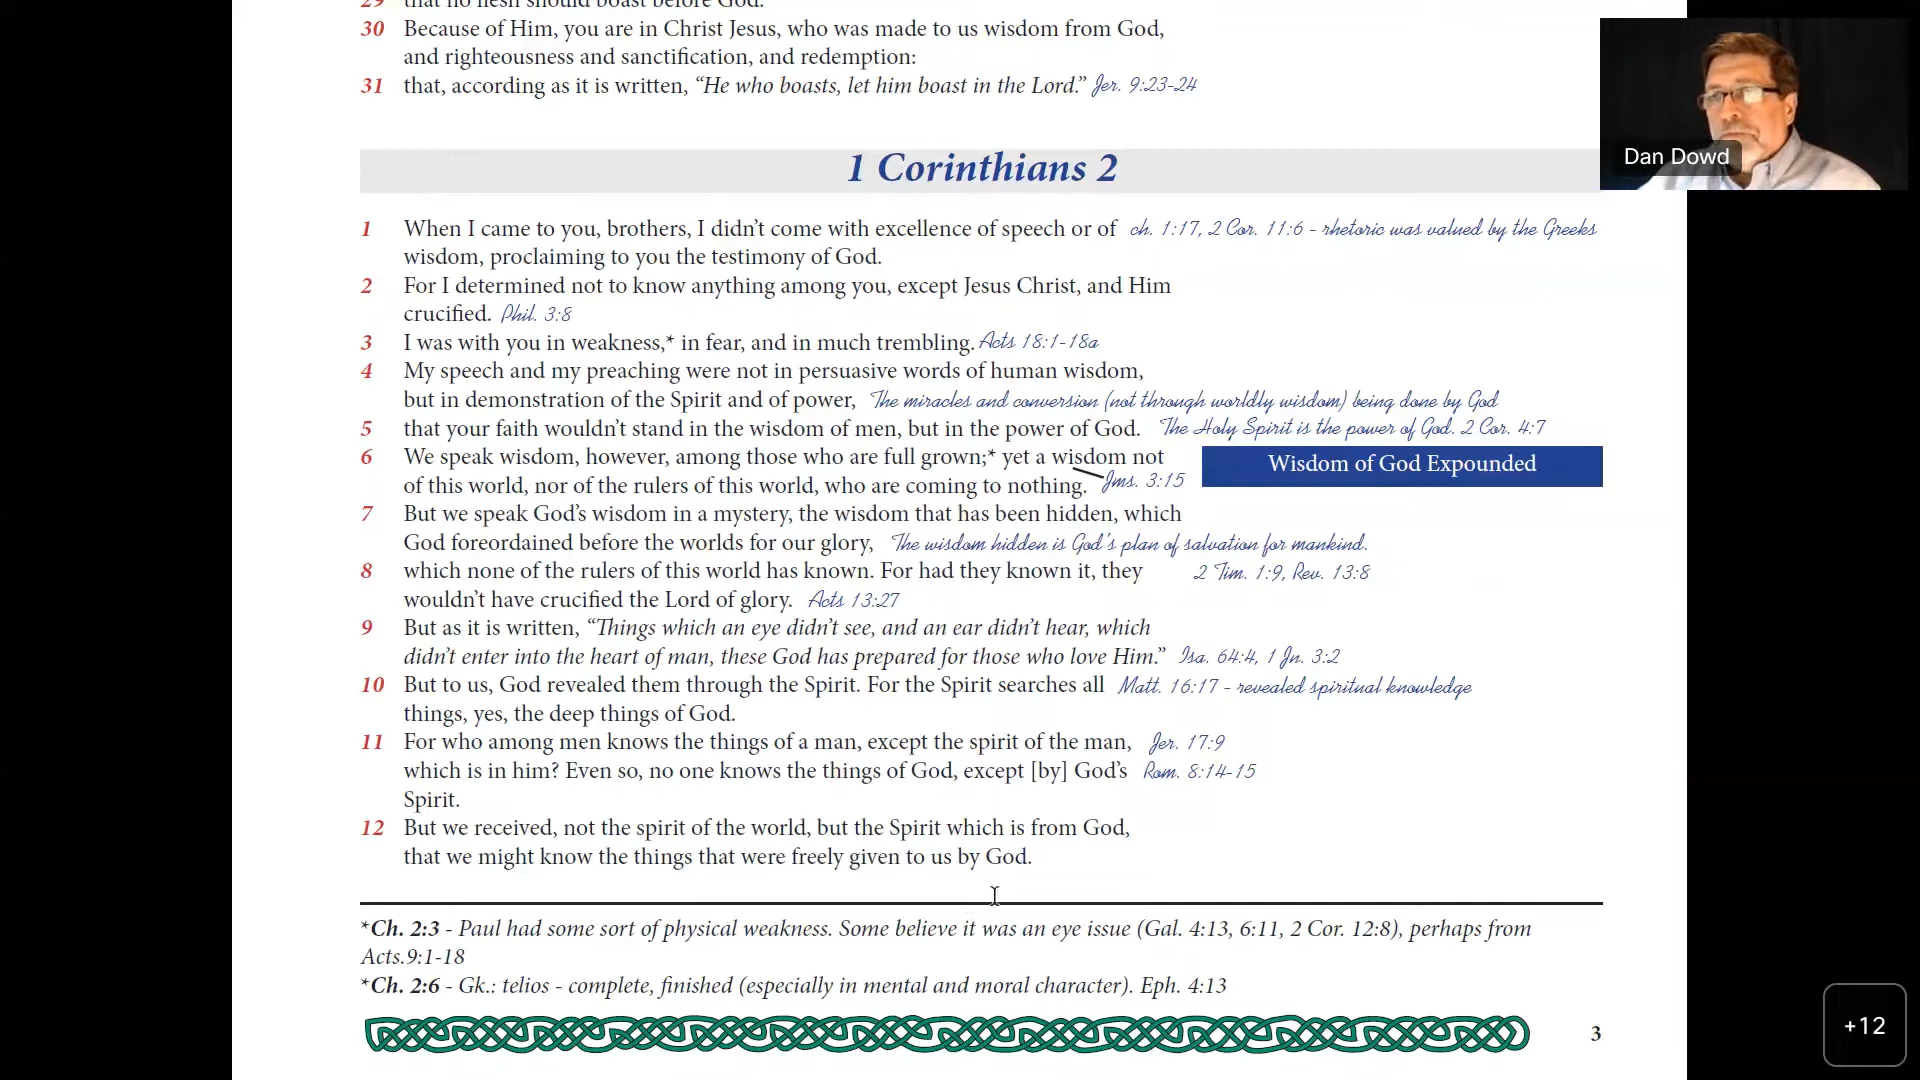 29 that no flesh should boast before God.
30 Because of Him, you are in Christ Jesus, who was made to us wisdom from God,
and righteousness and sanctification, and redemption:
31 that, according as it is written, “He who boasts, let him boast in the Lord.” Jer. 9:23-24
Dan Dowd
1 Corinthians 2
1 When I came to you, brothers, I didn’t come with excellence of speech or of ch. 1:17, 2 Cor. 11:6 - rhetoric was valued by the Greeks
wisdom, proclaiming to you the testimony of God.
2 For I determined not to know anything among you, except Jesus Christ, and Him
crucified. Phil. 3:8
3 I was with you in weakness,* in fear, and in much trembling. Acts 18:1-18a
4 My speech and my preaching were not in persuasive words of human wisdom,
but in demonstration of the Spirit and of power, The miracles and conversion (not through worldly wisdom) being done by God
5 that your faith wouldn’t stand in the wisdom of men, but in the power of God. The Holy Spirit is the power of God. 2 Cor. 4:7
6 We speak wisdom, however, among those who are full grown;* yet a wisdom not
Wisdom of God Expounded
of this world, nor of the rulers of this world, who are coming to nothing. Jms. 3:15
7 But we speak God’s wisdom in a mystery, the wisdom that has been hidden, which
God foreordained before the worlds for our glory, The wisdom hidden is God's plan of salvation for mankind.
8 which none of the rulers of this world has known. For had they known it, they 2 Tim. 1:9, Rev. 13:8
wouldn’t have crucified the Lord of glory. Acts 13:27
9 But as it is written, “Things which an eye didn’t see, and an ear didn’t hear, which
didn’t enter into the heart of man, these God has prepared for those who love Him.” Isa. 64:4, 1 Jn. 3:2
10 But to us, God revealed them through the Spirit. For the Spirit searches all Matt. 16:17 - revealed spiritual knowledge
things, yes, the deep things of God.
11 For who among men knows the things of a man, except the spirit of the man, Jer. 17:9
which is in him? Even so, no one knows the things of God, except [by] God’s Rom. 8:14-15
Spirit.
12 But we received, not the spirit of the world, but the Spirit which is from God,
that we might know the things that were freely given to us by God.
*Ch. 2:3 - Paul had some sort of physical weakness. Some believe it was an eye issue (Gal. 4:13, 6:11, 2 Cor. 12:8), perhaps from
Acts.9:1-18
*Ch. 2:6 - Gk.: telios - complete, finished (especially in mental and moral character). Eph. 4:13
3
+12